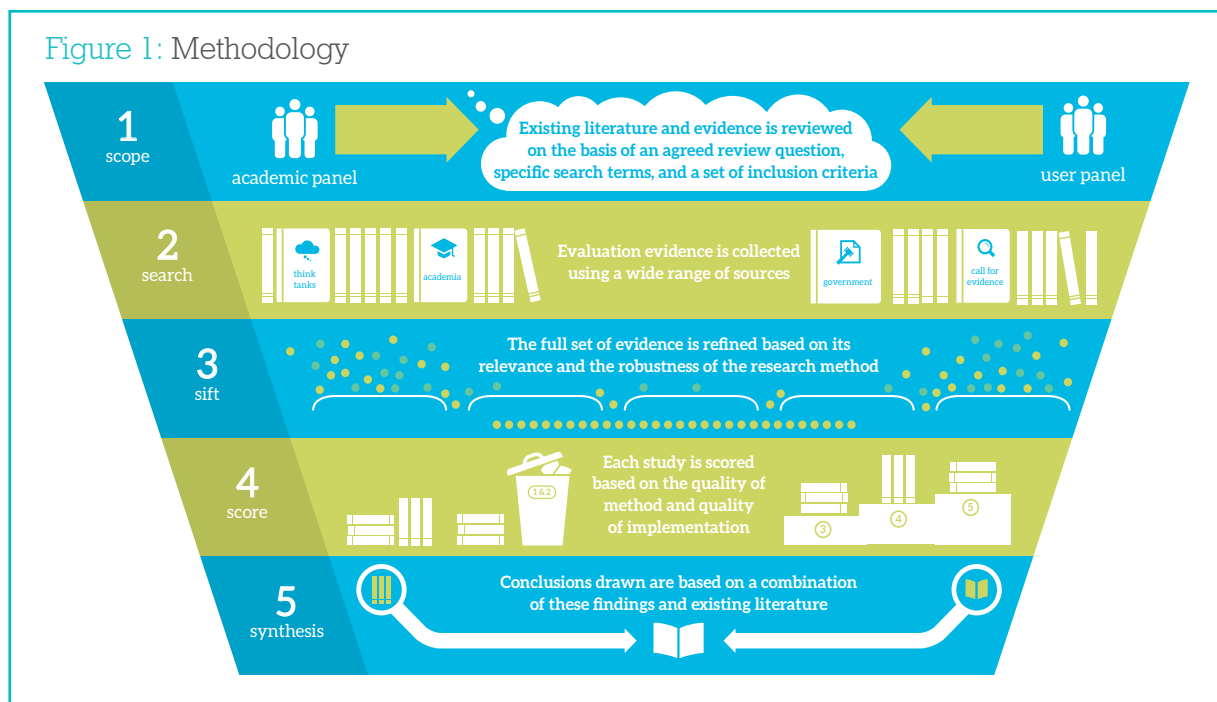 Figure 1: Methodology
1
scope
academic panel
Existing literature and evidence is reviewed
on the basis of an agreed review question,
specific search terms, and a set of inclusion criteria
user panel
2
search
think
tanks
academia
Evaluation evidence is collected
using a wide range of sources
government
call for
evidence
3
sift
The full set of evidence is refined based on its
relevance and the robustness of the research method
4
score
1&2
Each study is scored
based on the quality of
method and quality
of implementation
3
4
5
5
synthesis
Conclusions drawn are based on a combination
of these findings and existing literature